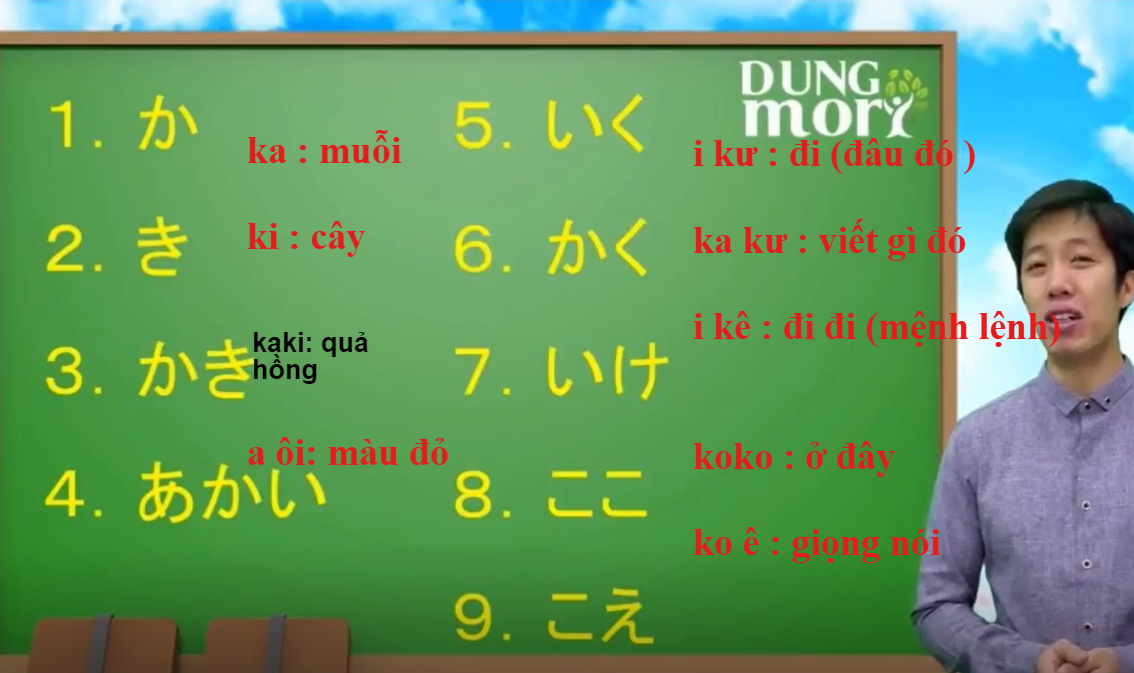 DUNG
mori
1. か
ka : muỗi
2. き
ki : cây
3. かき
kaki: quả
hồng
4. あかい
a ôi: màu đỏ
5. いく
i kư : đi (đâu đó )
6. かく
ka kư : viết gì đó
7. いけ
i kê : đi đi (mệnh lệnh)
8. ここ
koko : ở đây
9. こえ
ko ê : giọng nói